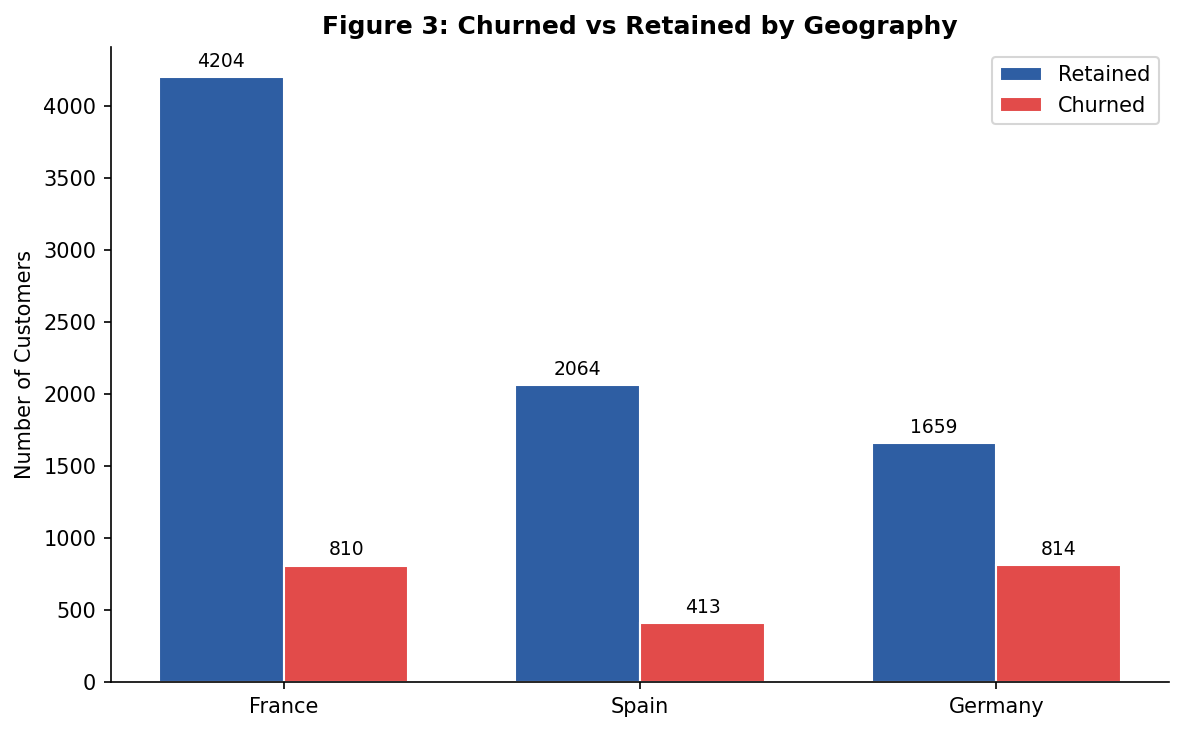 Figure 3: Churned vs Retained by Geography
Retained
Churned
Number of Customers
4000
3500
3000
2500
2000
1500
1000
500
0
4204
810
2064
413
1659
814
France
Spain
Germany